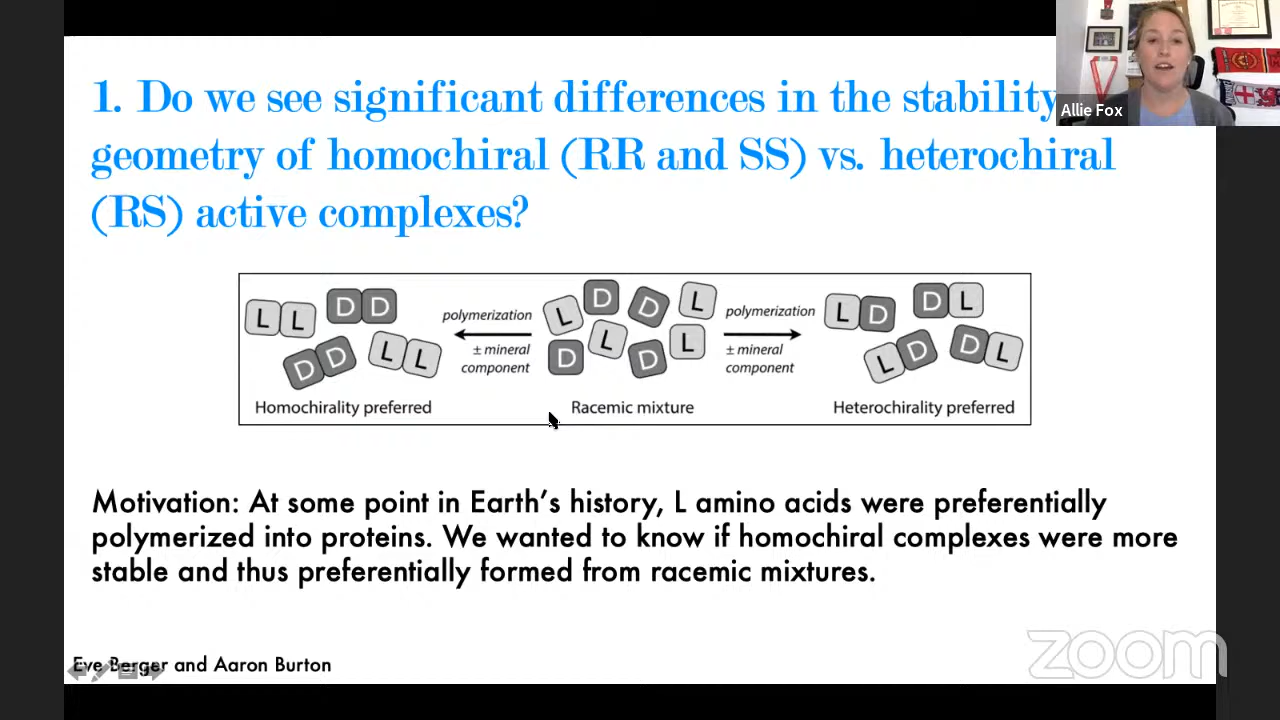 1. Do we see significant differences in the stability
geometry of homochiral (RR and SS) vs. heterochiral
(RS) active complexes?
Allie Fox
L L D D
D D L L
Homochirality preferred
polymerization
± mineral
component
L D D L
D L D L
Racemic mixture
polymerization
± mineral
component
L D D L
L D D L
Heterochirality preferred
Motivation: At some point in Earth's history, L amino acids were preferentially
polymerized into proteins. We wanted to know if homochiral complexes were more
stable and thus preferentially formed from racemic mixtures.
Eve Berger and Aaron Burton
zoom